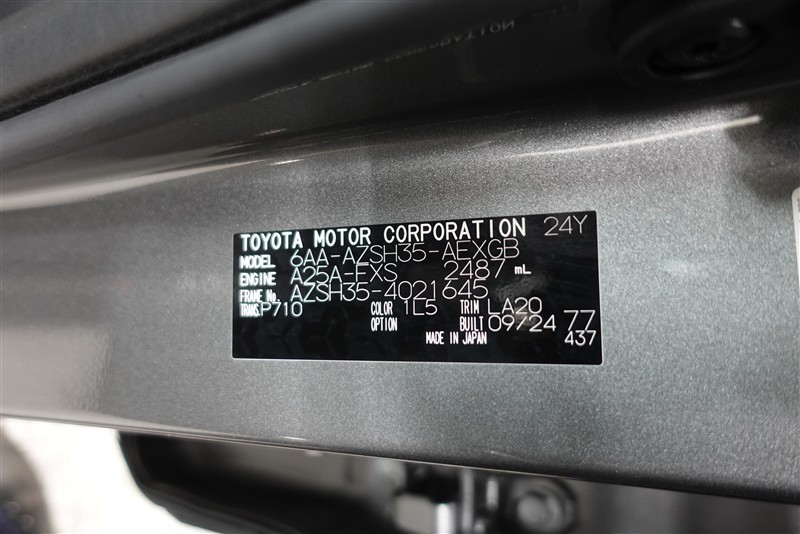 TOYOTA MOTOR CORPORATION 24Y
MODEL 6AA-AZSH35-AEXGB
ENGINE A25A-FXS 2487 mL
FRAME No. AZSH35-4021645
TRANS. P710 COLOR 1L5 TRIM LA20
OPTION BUILT 09/24 77
MADE IN JAPAN 437